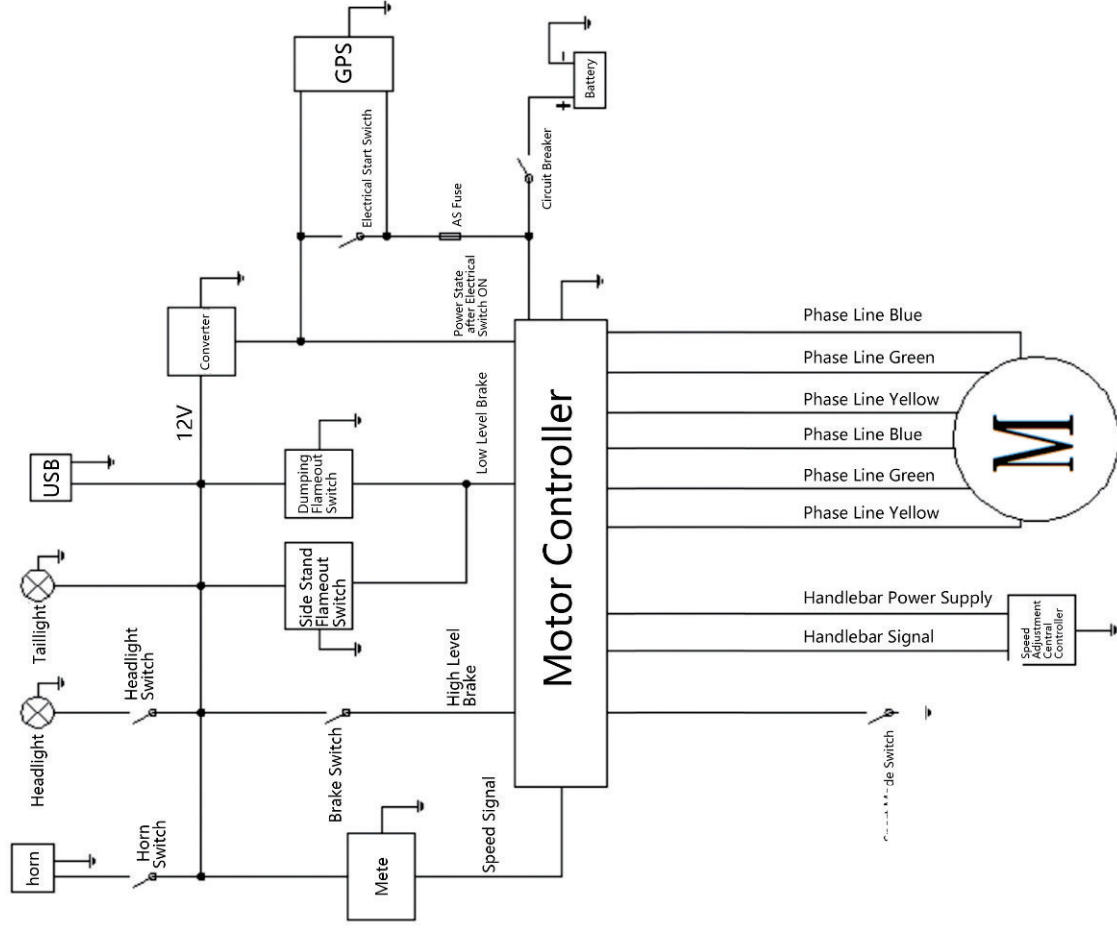 GPS
Electrical Start Swicth
AS Fuse
Circuit Breaker
-
+
Battery
Power State
after Electrical
Switch ON
Converter
12V
USB
Dumping
Flameout
Switch
Low Level Brake
Taillight
Side Stand
Flameout
Switch
Headlight
Headlight
Switch
Brake Switch
High Level
Brake
horn
Horn
Switch
Mete
Speed Signal
Motor Controller
Phase Line Blue
Phase Line Green
Phase Line Yellow
Phase Line Blue
Phase Line Green
Phase Line Yellow
M
Handlebar Power Supply
Handlebar Signal
Speed
Adjustment
Central
Controller
Switch